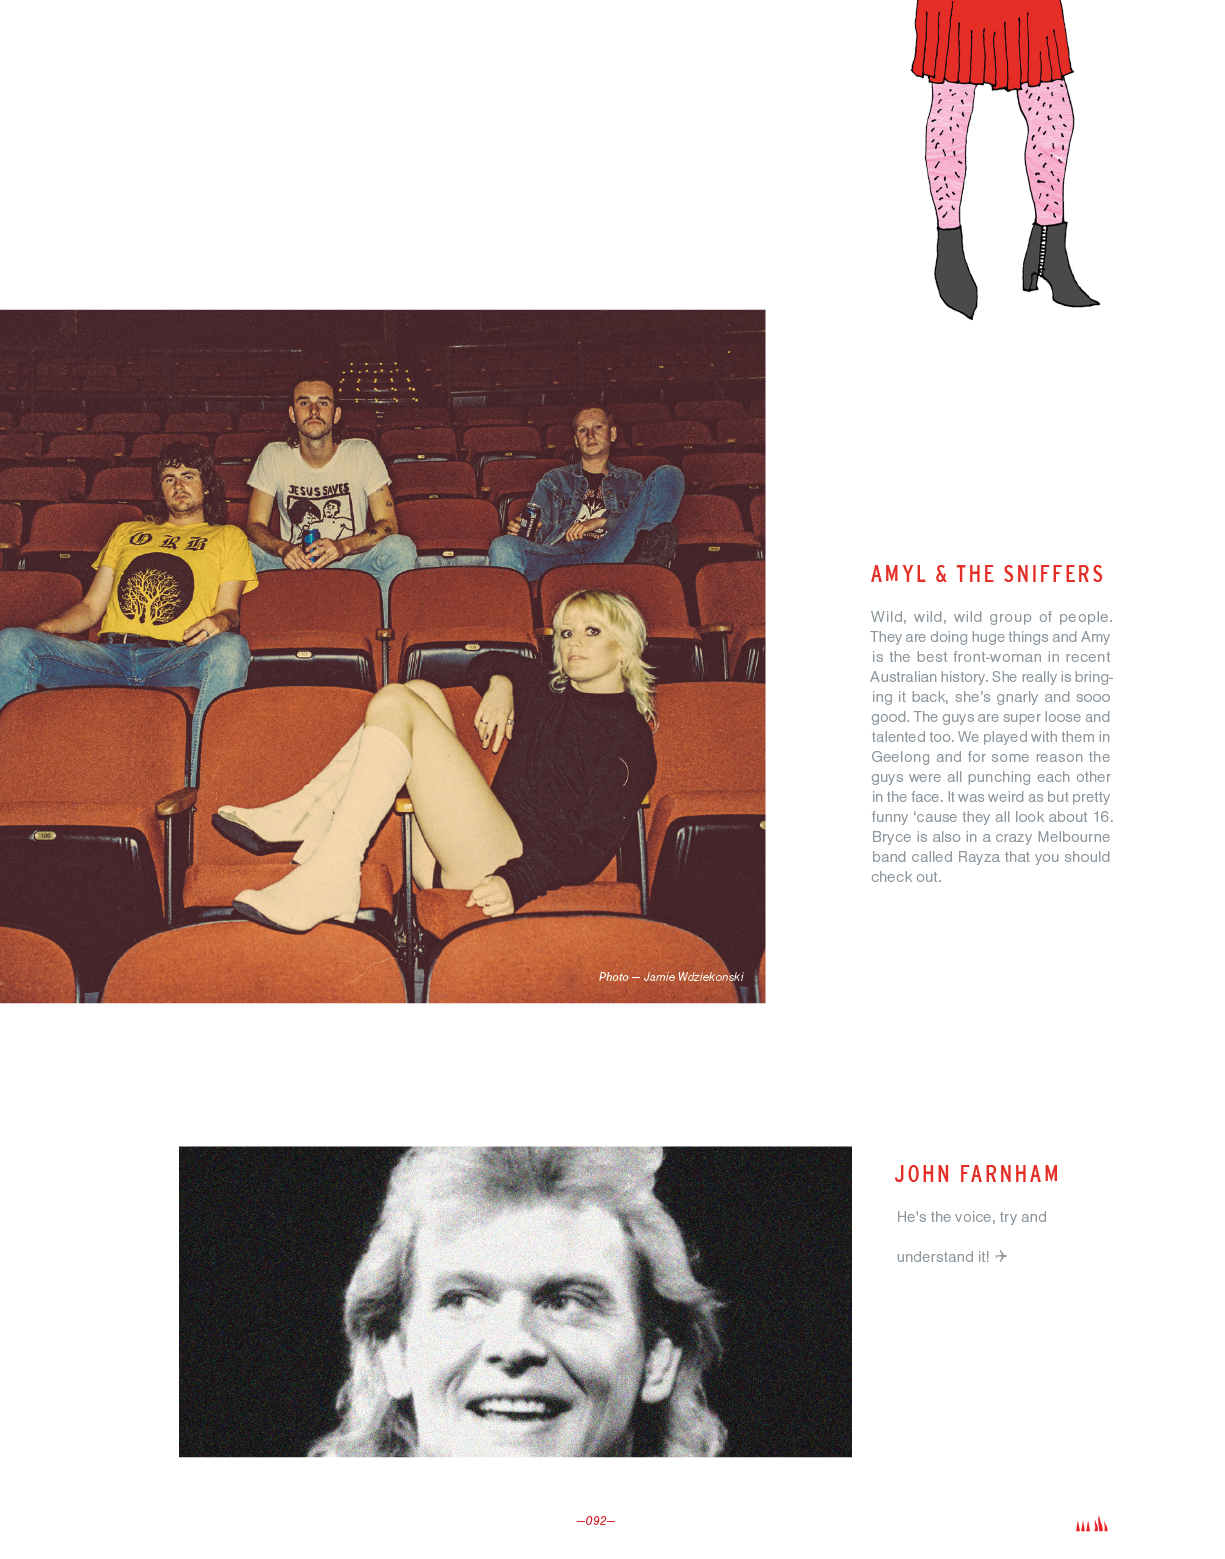 JESUS SAVES
ORB
106
Photo — Jamie Wdziekonski
AMYL & THE SNIFFERS
Wild, wild, wild group of people.
They are doing huge things and Amy
is the best front-woman in recent
Australian history. She really is bring-
ing it back, she’s gnarly and sooo
good. The guys are super loose and
talented too. We played with them in
Geelong and for some reason the
guys were all punching each other
in the face. It was weird as but pretty
funny ‘cause they all look about 16.
Bryce is also in a crazy Melbourne
band called Rayza that you should
check out.
JOHN FARNHAM
He's the voice, try and
understand it!
—092—